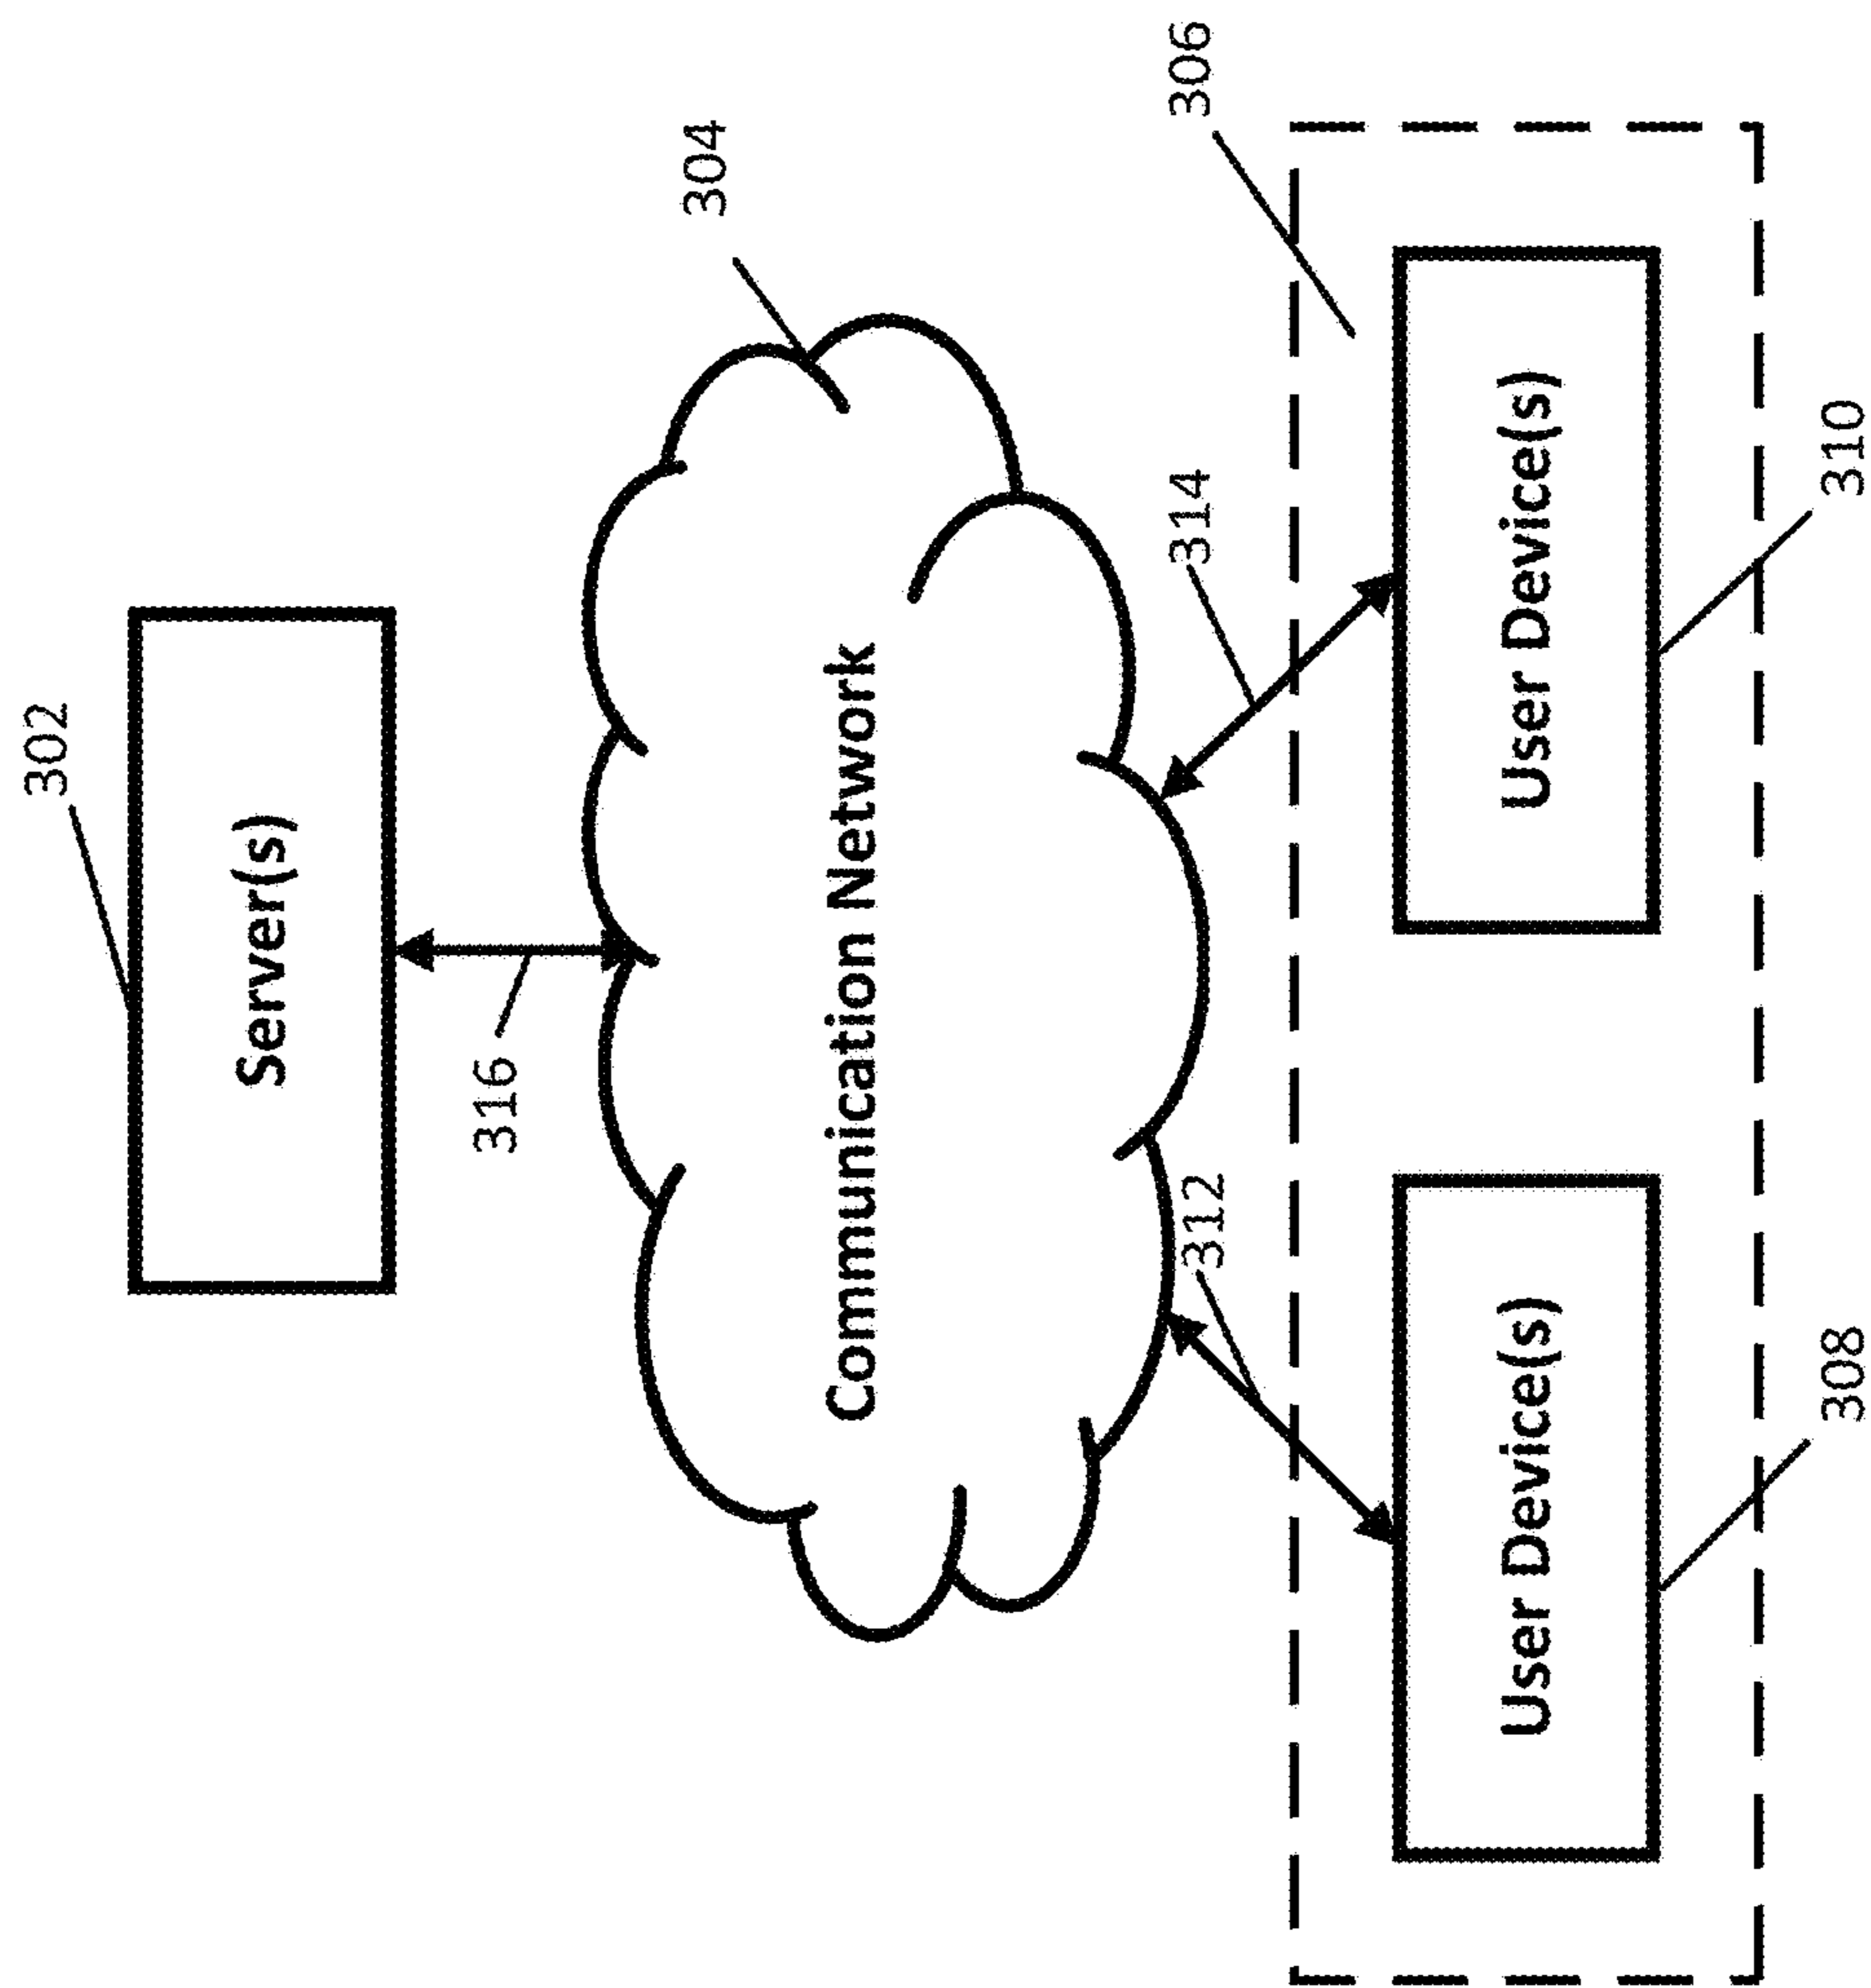 302
Server(s)
316
304
Communication Network
312
314
306
User Device(s)
User Device(s)
308
310